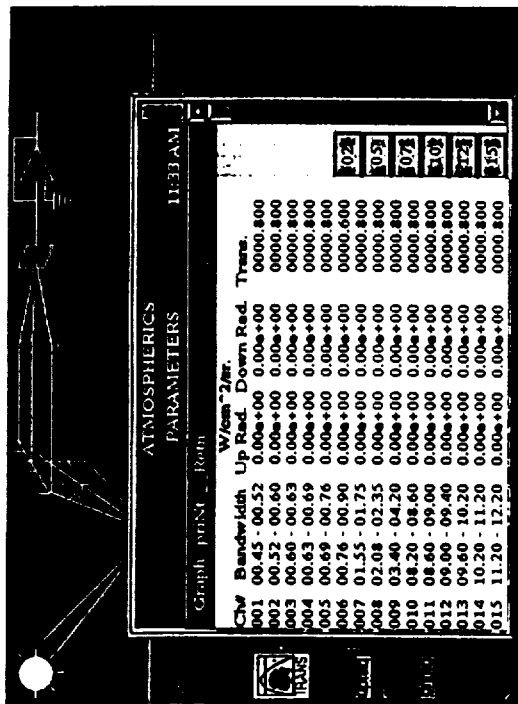 ATMOSPHERICS
PARAMETERS 11:33 AM
Graph priNt Retn
W/cm^2/sr.
Ch# Bandwidth Up Rad. Down Rad. Trans.
001 00.45 - 00.52 0.00e+00 0.00e+00 0000.800
002 00.52 - 00.60 0.00e+00 0.00e+00 0000.800
003 00.60 - 00.63 0.00e+00 0.00e+00 0000.800
004 00.63 - 00.69 0.00e+00 0.00e+00 0000.800
005 00.69 - 00.76 0.00e+00 0.00e+00 0000.800
006 00.76 - 00.90 0.00e+00 0.00e+00 0000.600
007 01.55 - 01.75 0.00e+00 0.00e+00 0000.800
008 02.08 - 02.35 0.00e+00 0.00e+00 0000.800
009 03.40 - 04.20 0.00e+00 0.00e+00 0000.800
010 08.20 - 08.60 0.00e+00 0.00e+00 0000.800
011 08.60 - 09.00 0.00e+00 0.00e+00 0000.800
012 09.00 - 09.40 0.00e+00 0.00e+00 0000.800
013 09.60 - 10.20 0.00e+00 0.00e+00 0000.800
014 10.20 - 11.20 0.00e+00 0.00e+00 0000.800
015 11.20 - 12.20 0.00e+00 0.00e+00 0000.800
TRANS